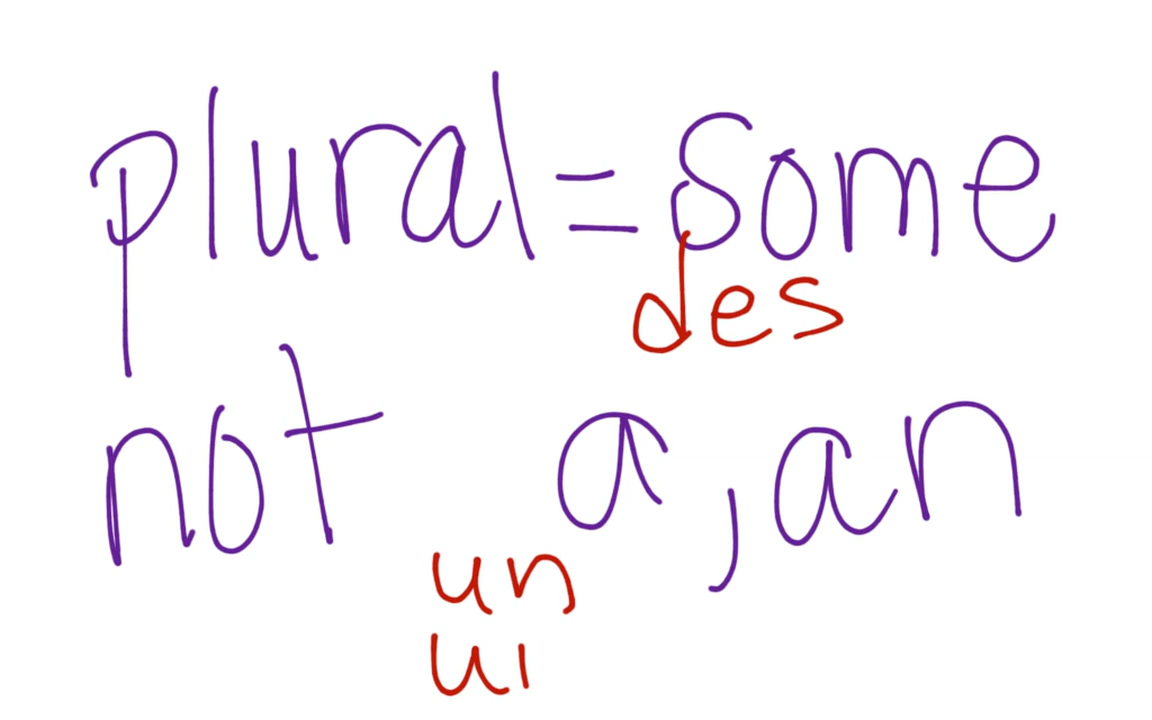 plural = some
des
not a, an
un